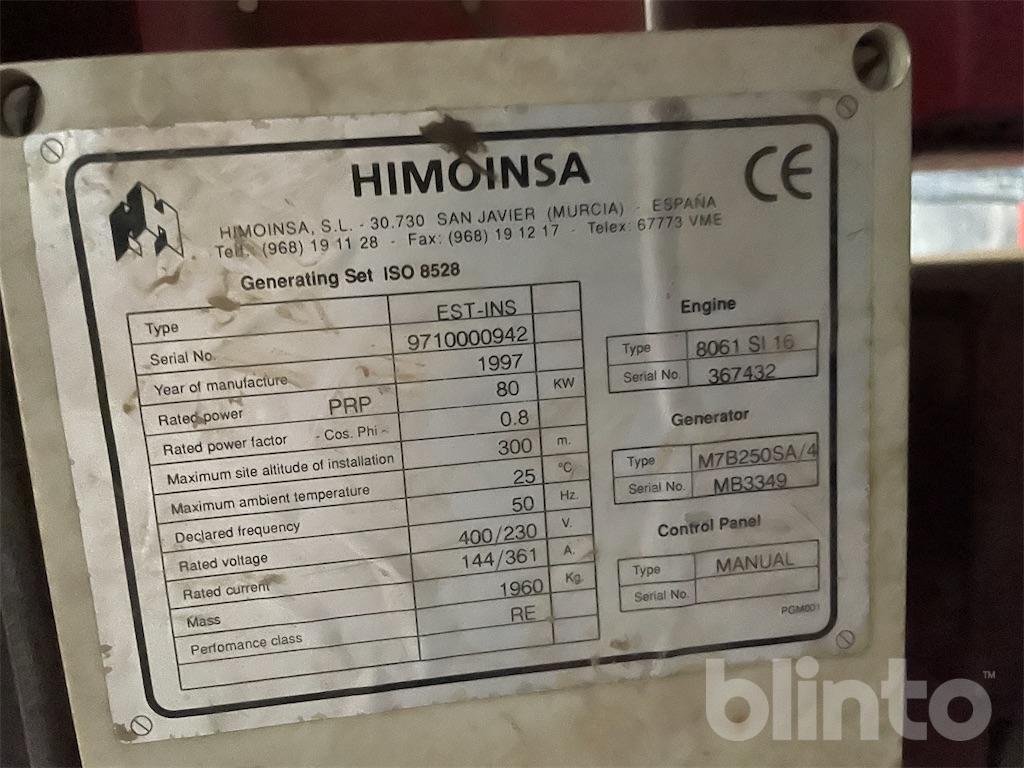 HIMOINSA
CE
HIMOINSA, S.L. - 30.730 SAN JAVIER (MURCIA) - ESPAÑA
Telf.: (968) 19 11 28 - Fax: (968) 19 12 17 - Telex: 67773 VME
Generating Set ISO 8528
Type EST-INS
Serial No. 9710000942
Year of manufacture 1997
Rated power PRP 80 KW
Rated power factor - Cos. Phi - 0.8
Maximum site altitude of installation 300 m.
Maximum ambient temperature 25 °C
Declared frequency 50 Hz.
Rated voltage 400/230 V.
Rated current 144/361 A.
Mass 1960 Kg.
Perfomance class RE
Engine
Type 8061 SI 16
Serial No. 367432
Generator
Type M7B250SA/4
Serial No. MB3349
Control Panel
Type MANUAL
Serial No.
PGM001
blinto™